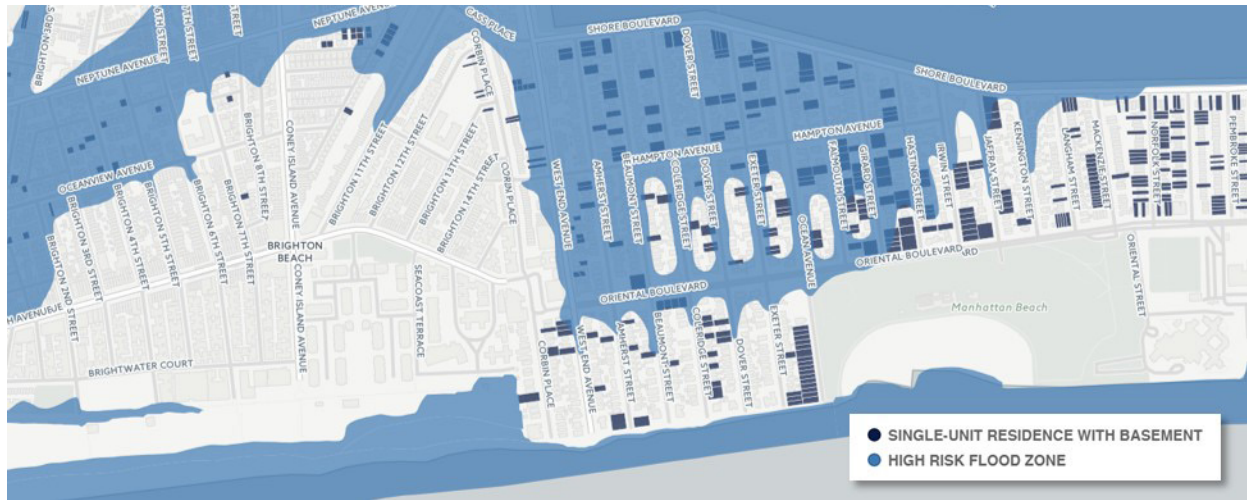 BRIGHTON 3RD STREET
NEPTUNE AVENUE
NEPTUNE AVENUE
CASS PLACE
SHORE BOULEVARD
SHORE BOULEVARD
CORBIN PLACE
DOVER STREET
OCEANVIEW AVENUE
BRIGHTON 2ND STREET
BRIGHTON 3RD STREET
BRIGHTON 4TH STREET
BRIGHTON 5TH STREET
BRIGHTON 6TH STREET
BRIGHTON 7TH STREET
BRIGHTON 8TH STREET
CONEY ISLAND AVENUE
BRIGHTON 11TH STREET
BRIGHTON 12TH STREET
BRIGHTON 13TH STREET
BRIGHTON 14TH STREET
CORBIN PLACE
WEST END AVENUE
AMHERST STREET
BEAUMONT STREET
HAMPTON AVENUE
HAMPTON AVENUE
COLERIDGE STREET
DOVER STREET
EXETER STREET
OCEAN AVENUE
FALMOUTH STREET
GIRARD STREET
HASTINGS STREET
IRWIN STREET
JAFFRAY STREET
KENSINGTON STREET
LANGHAM STREET
MACKENZIE STREET
NORFOLK STREET
PEMBROKE STREET
BRIGHTON
BEACH
CONEY ISLAND AVENUE
SEACOAST TERRACE
BRIGHTWATER COURT
ORIENTAL BOULEVARD
ORIENTAL BOULEVARD
ORIENTAL STREET
Manhattan Beach
CORBIN PLACE
WEST END AVENUE
AMHERST STREET
BEAUMONT STREET
COLERIDGE STREET
DOVER STREET
EXETER STREET
SINGLE-UNIT RESIDENCE WITH BASEMENT
HIGH RISK FLOOD ZONE